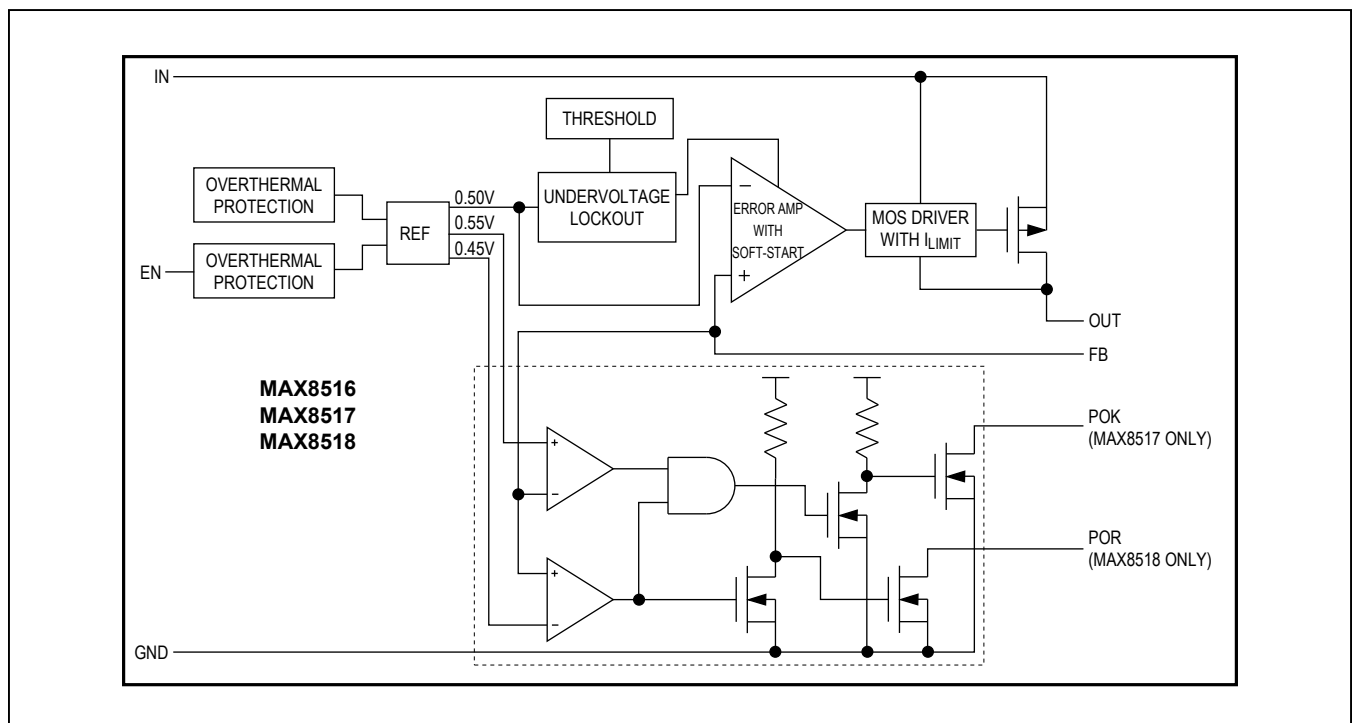 IN
THRESHOLD
OVERTHERMAL
PROTECTION
0.50V
UNDERVOLTAGE
LOCKOUT
−
ERROR AMP
WITH
SOFT-START
+
MOS DRIVER
WITH ILIMIT
REF
0.55V
0.45V
EN
OVERTHERMAL
PROTECTION
OUT
FB
MAX8516
MAX8517
MAX8518
POK
(MAX8517 ONLY)
+
−
POR
(MAX8518 ONLY)
+
−
GND